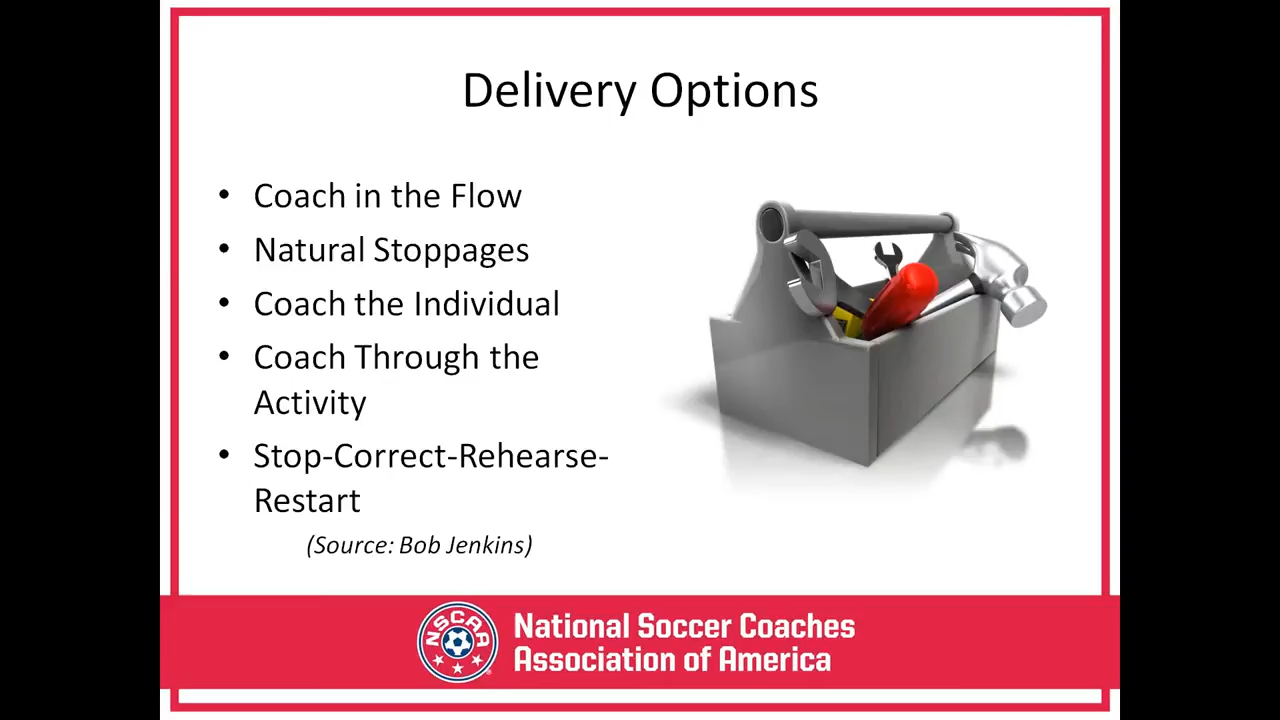 Delivery Options
• Coach in the Flow
• Natural Stoppages
• Coach the Individual
• Coach Through the
Activity
• Stop-Correct-Rehearse-
Restart
(Source: Bob Jenkins)
NSCAA
National Soccer Coaches
Association of America